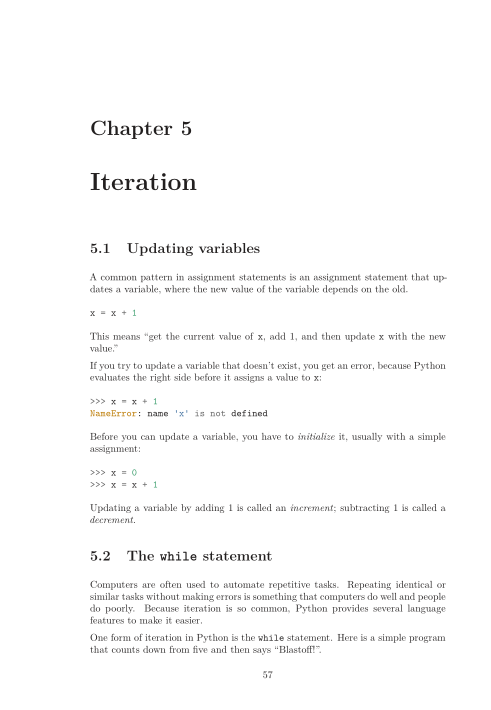 Chapter 5
Iteration
5.1 Updating variables
A common pattern in assignment statements is an assignment statement that up-
dates a variable, where the new value of the variable depends on the old.
x = x + 1
This means “get the current value of x, add 1, and then update x with the new
value.”
If you try to update a variable that doesn’t exist, you get an error, because Python
evaluates the right side before it assigns a value to x:
>>> x = x + 1
NameError: name 'x' is not defined
Before you can update a variable, you have to initialize it, usually with a simple
assignment:
>>> x = 0
>>> x = x + 1
Updating a variable by adding 1 is called an increment; subtracting 1 is called a
decrement.
5.2 The while statement
Computers are often used to automate repetitive tasks. Repeating identical or
similar tasks without making errors is something that computers do well and people
do poorly. Because iteration is so common, Python provides several language
features to make it easier.
One form of iteration in Python is the while statement. Here is a simple program
that counts down from five and then says “Blastoff!”.
57